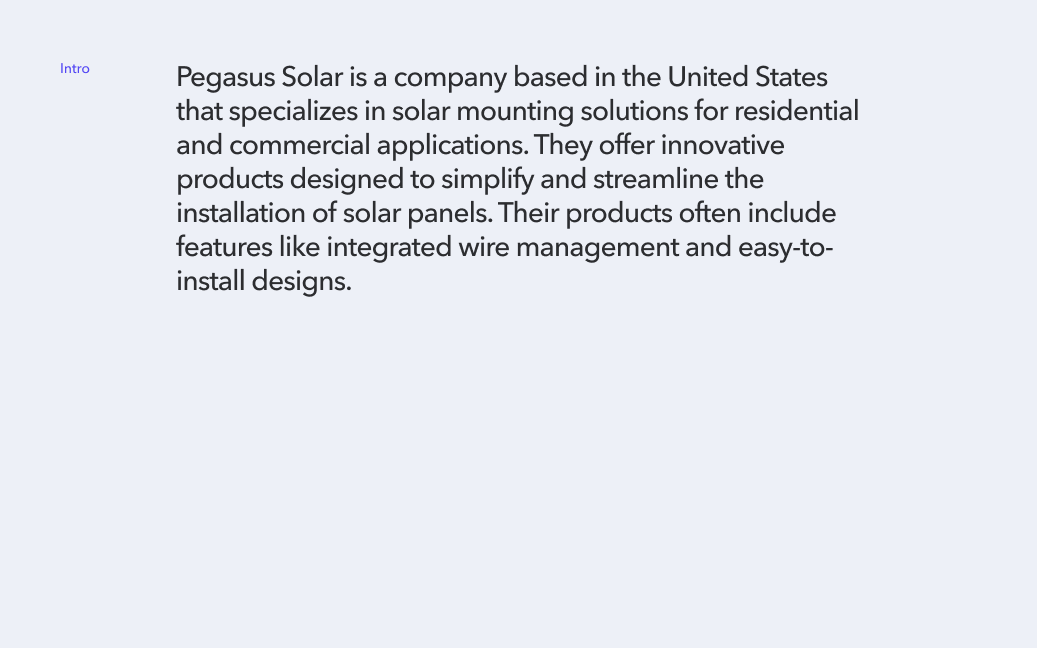 Intro
Pegasus Solar is a company based in the United States
that specializes in solar mounting solutions for residential
and commercial applications. They offer innovative
products designed to simplify and streamline the
installation of solar panels. Their products often include
features like integrated wire management and easy-to-
install designs.